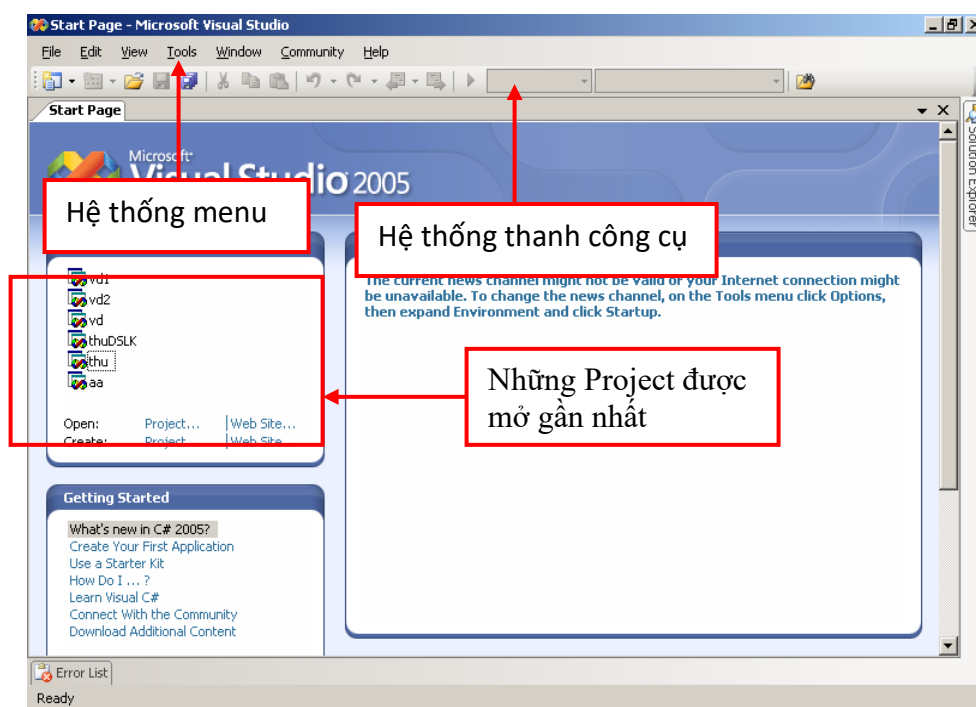 Start Page - Microsoft Visual Studio
File Edit View Tools Window Community Help
Start Page
Solution Explorer
Microsoft
Visual Studio 2005
Hệ thống menu
Hệ thống thanh công cụ
vd1
vd2
vd
thuDSLK
thu
aa
Open: Project... Web Site...
Create: Project... Web Site...
The current news channel might not be valid or your Internet connection might
be unavailable. To change the news channel, on the Tools menu click Options,
then expand Environment and click Startup.
Những Project được
mở gần nhất
Getting Started
What's new in C# 2005?
Create Your First Application
Use a Starter Kit
How Do I ... ?
Learn Visual C#
Connect With the Community
Download Additional Content
Error List
Ready